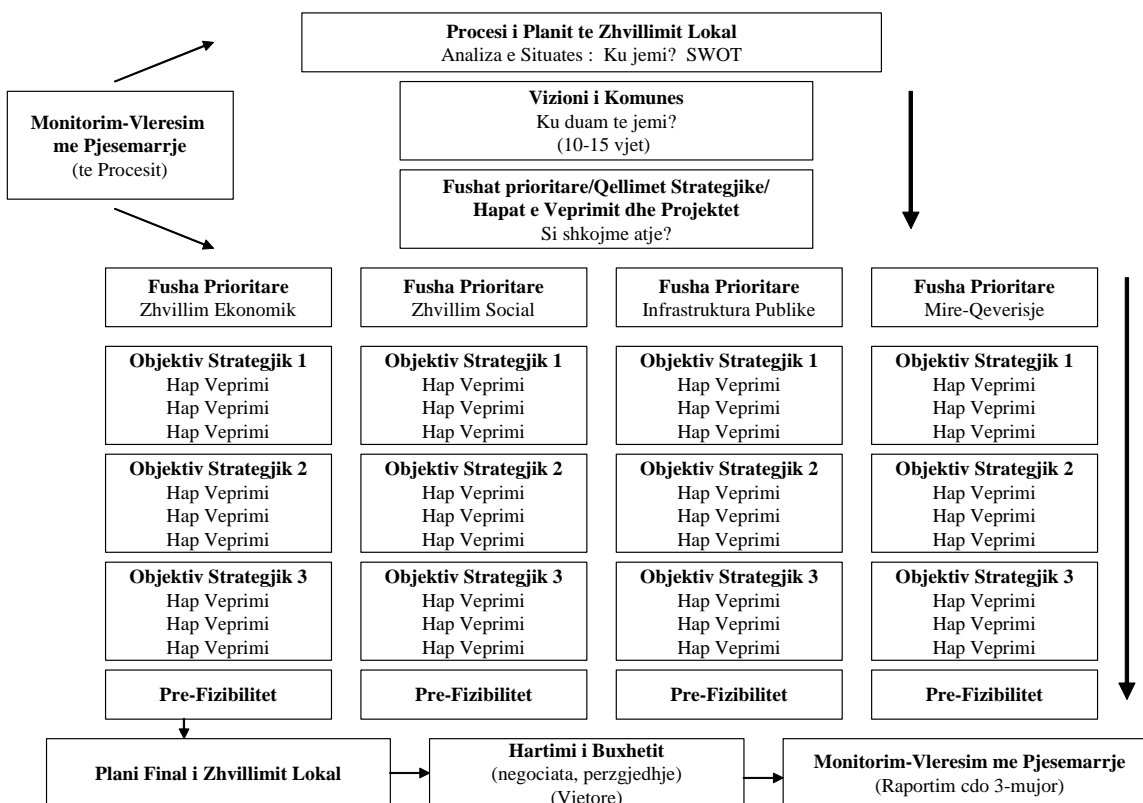 Procesi i Planit te Zhvillimit Lokal
Analiza e Situates : Ku jemi? SWOT
Monitorim-Vleresim
me Pjesemarrje
(te Procesit)
Vizioni i Komunes
Ku duam te jemi?
(10-15 vjet)
Fushat prioritare/Qellimet Strategjike/
Hapat e Veprimit dhe Projektet
Si shkojme atje?
Fusha Prioritare
Zhvillim Ekonomik
Fusha Prioritare
Zhvillim Social
Fusha Prioritare
Infrastruktura Publike
Fusha Prioritare
Mire-Qeverisje
Objektiv Strategjik 1
Hap Veprimi
Hap Veprimi
Hap Veprimi
Objektiv Strategjik 1
Hap Veprimi
Hap Veprimi
Hap Veprimi
Objektiv Strategjik 1
Hap Veprimi
Hap Veprimi
Hap Veprimi
Objektiv Strategjik 1
Hap Veprimi
Hap Veprimi
Hap Veprimi
Objektiv Strategjik 2
Hap Veprimi
Hap Veprimi
Hap Veprimi
Objektiv Strategjik 2
Hap Veprimi
Hap Veprimi
Hap Veprimi
Objektiv Strategjik 2
Hap Veprimi
Hap Veprimi
Hap Veprimi
Objektiv Strategjik 2
Hap Veprimi
Hap Veprimi
Hap Veprimi
Objektiv Strategjik 3
Hap Veprimi
Hap Veprimi
Hap Veprimi
Objektiv Strategjik 3
Hap Veprimi
Hap Veprimi
Hap Veprimi
Objektiv Strategjik 3
Hap Veprimi
Hap Veprimi
Hap Veprimi
Objektiv Strategjik 3
Hap Veprimi
Hap Veprimi
Hap Veprimi
Pre-Fizibilitet
Pre-Fizibilitet
Pre-Fizibilitet
Pre-Fizibilitet
Plani Final i Zhvillimit Lokal
Hartimi i Buxhetit
(negociata, perzgjedhje)
(Vjetore)
Monitorim-Vleresim me Pjesemarrje
(Raportim cdo 3-mujor)